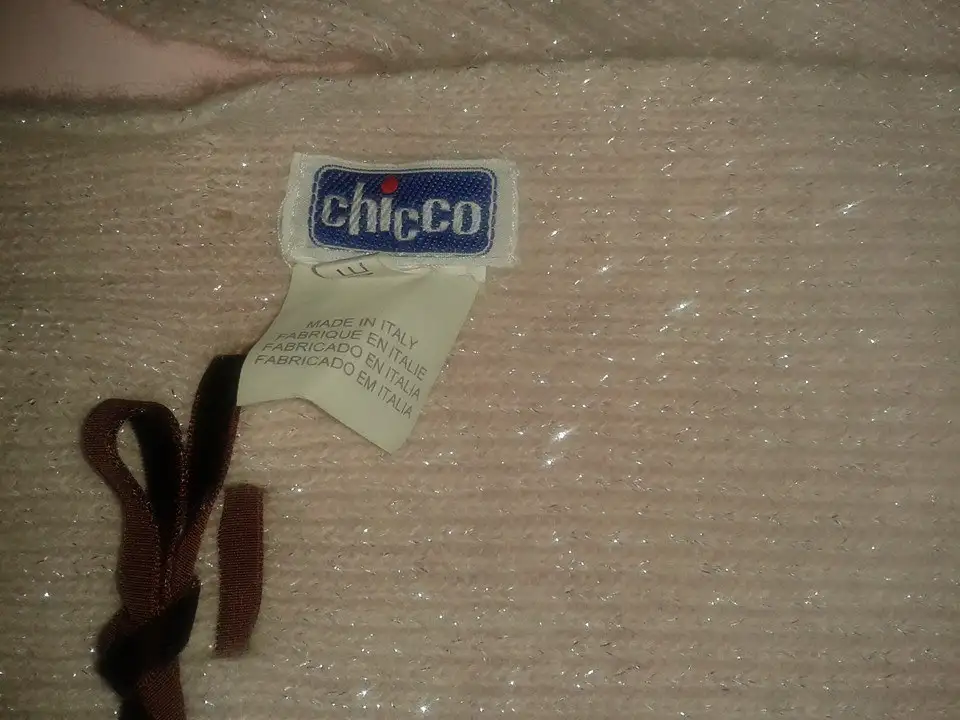 chicco
E
MADE IN ITALY
FABRIQUE EN ITALIE
FABRICADO EN ITALIA
FABRICADO EM ITALIA